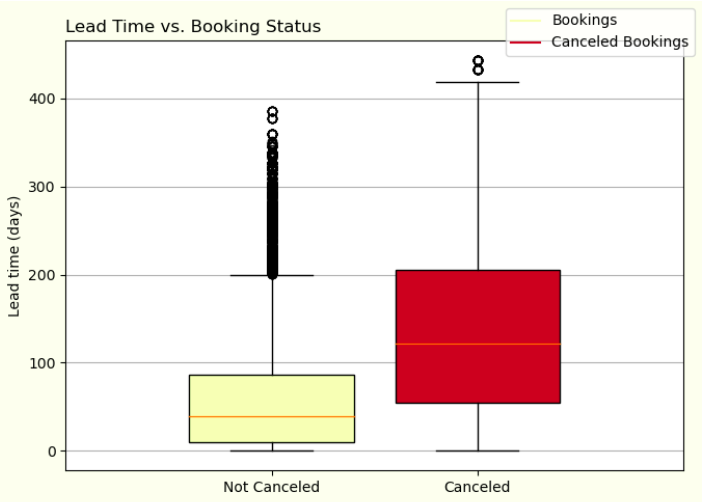 Lead Time vs. Booking Status
Bookings
Canceled Bookings
Lead time (days)
400
300
200
100
0
Not Canceled
Canceled